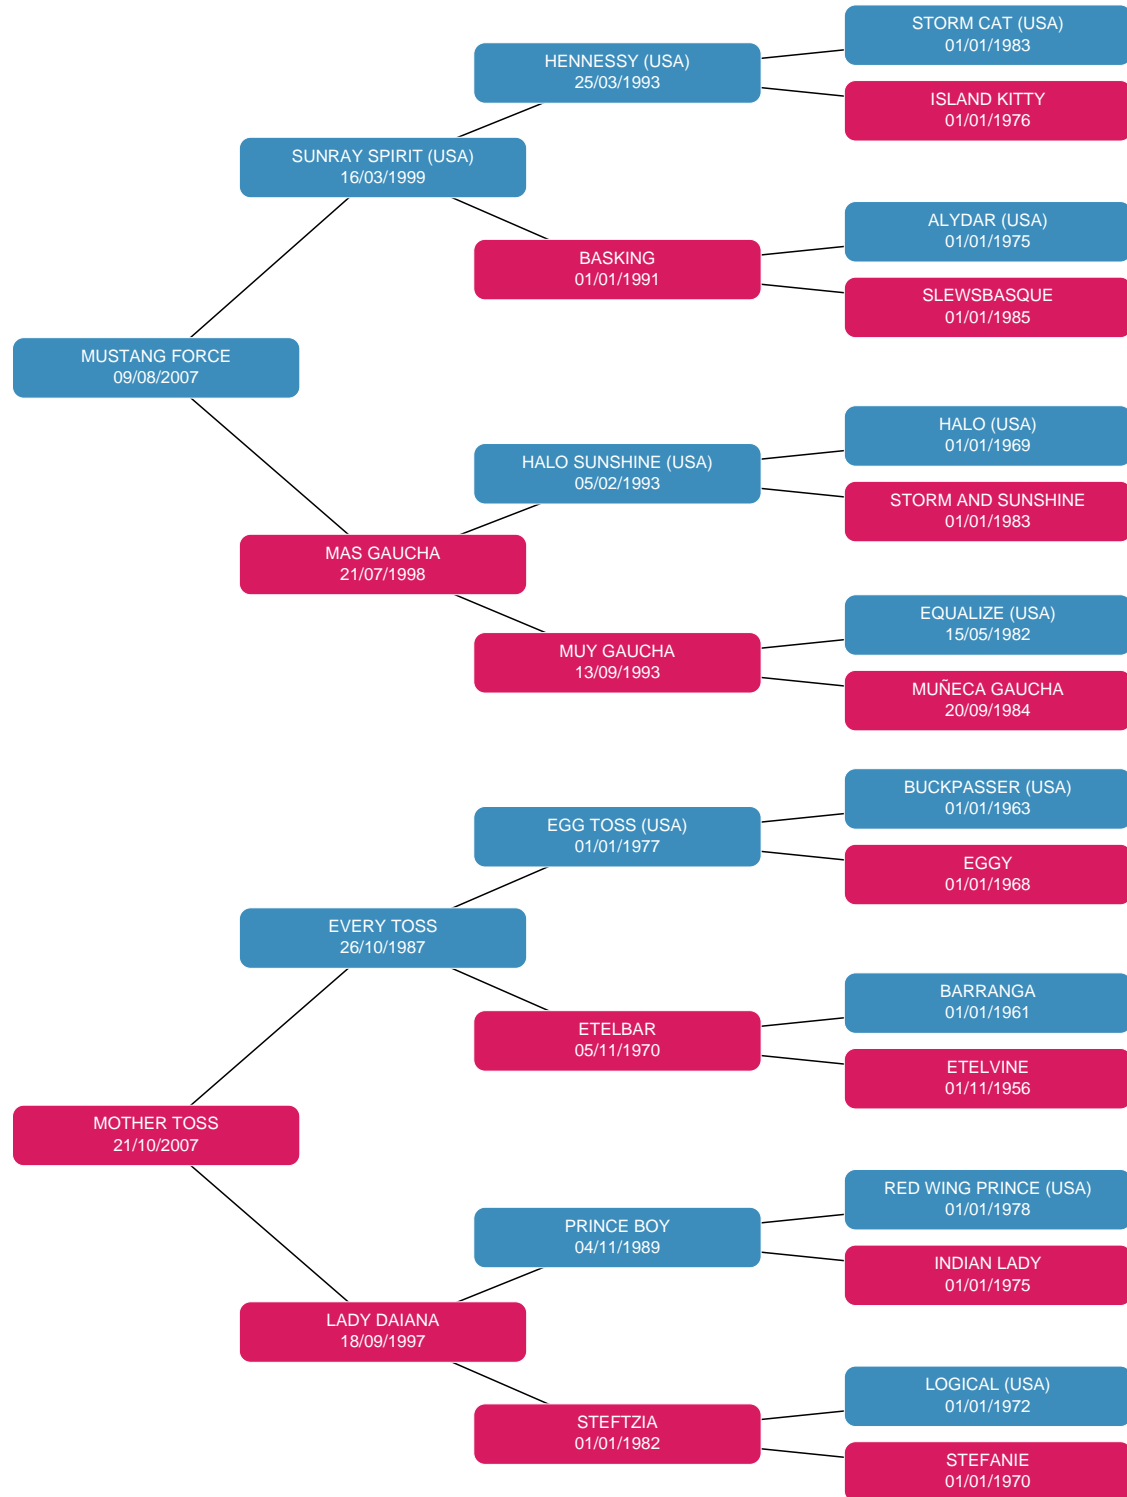 STORM CAT (USA)
01/01/1983
HENNESSY (USA)
25/03/1993
ISLAND KITTY
01/01/1976
SUNRAY SPIRIT (USA)
16/03/1999
ALYDAR (USA)
01/01/1975
BASKING
01/01/1991
SLEWSBASQUE
01/01/1985
MUSTANG FORCE
09/08/2007
HALO (USA)
01/01/1969
HALO SUNSHINE (USA)
05/02/1993
STORM AND SUNSHINE
01/01/1983
MAS GAUCHA
21/07/1998
EQUALIZE (USA)
15/05/1982
MUY GAUCHA
13/09/1993
MUÑECA GAUCHA
20/09/1984
BUCKPASSER (USA)
01/01/1963
EGG TOSS (USA)
01/01/1977
EGGY
01/01/1968
EVERY TOSS
26/10/1987
BARRANGA
01/01/1961
ETELBAR
05/11/1970
ETELVINE
01/11/1956
MOTHER TOSS
21/10/2007
RED WING PRINCE (USA)
01/01/1978
PRINCE BOY
04/11/1989
INDIAN LADY
01/01/1975
LADY DAIANA
18/09/1997
LOGICAL (USA)
01/01/1972
STEFTZIA
01/01/1982
STEFANIE
01/01/1970